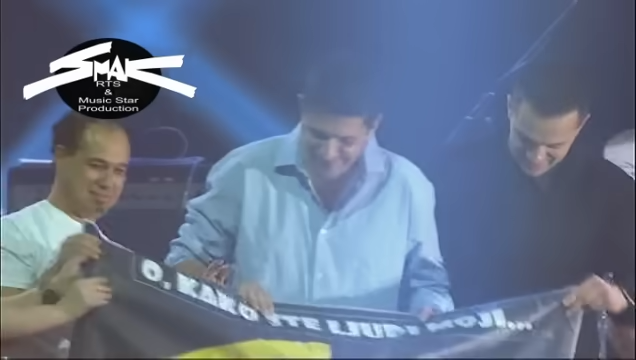 SMAK
RTS
&
Music Star
Production
O, KAKO STE LJUDI MOJI...